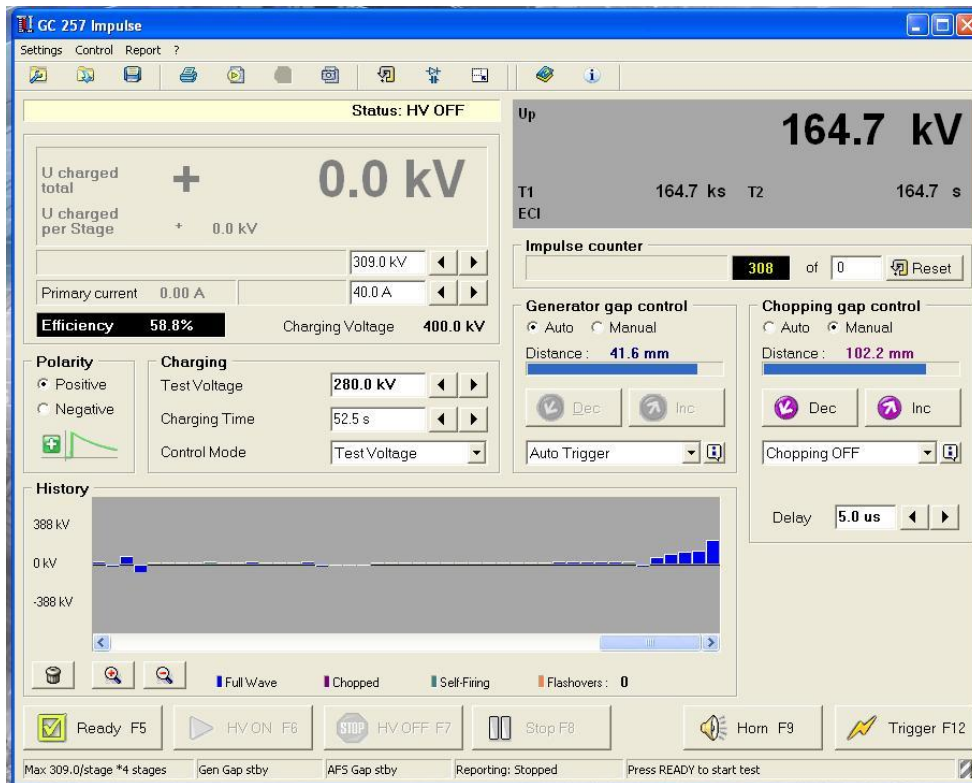 GC 257 Impulse
Settings Control Report ?
Status: HV OFF
U charged total + 0.0 kV
U charged per Stage + 0.0 kV
309.0 kV
Primary current 0.00 A 40.0 A
Efficiency 58.8% Charging Voltage 400.0 kV
Up 164.7 kV
T1 164.7 ks T2 164.7 s
ECI
Impulse counter
308 of 0 Reset
Polarity
Positive
Negative
Charging
Test Voltage 280.0 kV
Charging Time 52.5 s
Control Mode Test Voltage
Generator gap control
Auto Manual
Distance : 41.6 mm
Dec Inc
Auto Trigger
Chopping gap control
Auto Manual
Distance : 102.2 mm
Dec Inc
Chopping OFF
Delay 5.0 us
History
388 kV
0 kV
-388 kV
Full Wave Chopped Self-Firing Flashovers : 0
Ready F5 HV ON F6 STOP HV OFF F7 Stop F8 Horn F9 Trigger F12
Max 309.0/stage *4 stages Gen Gap stby AFS Gap stby Reporting: Stopped Press READY to start test